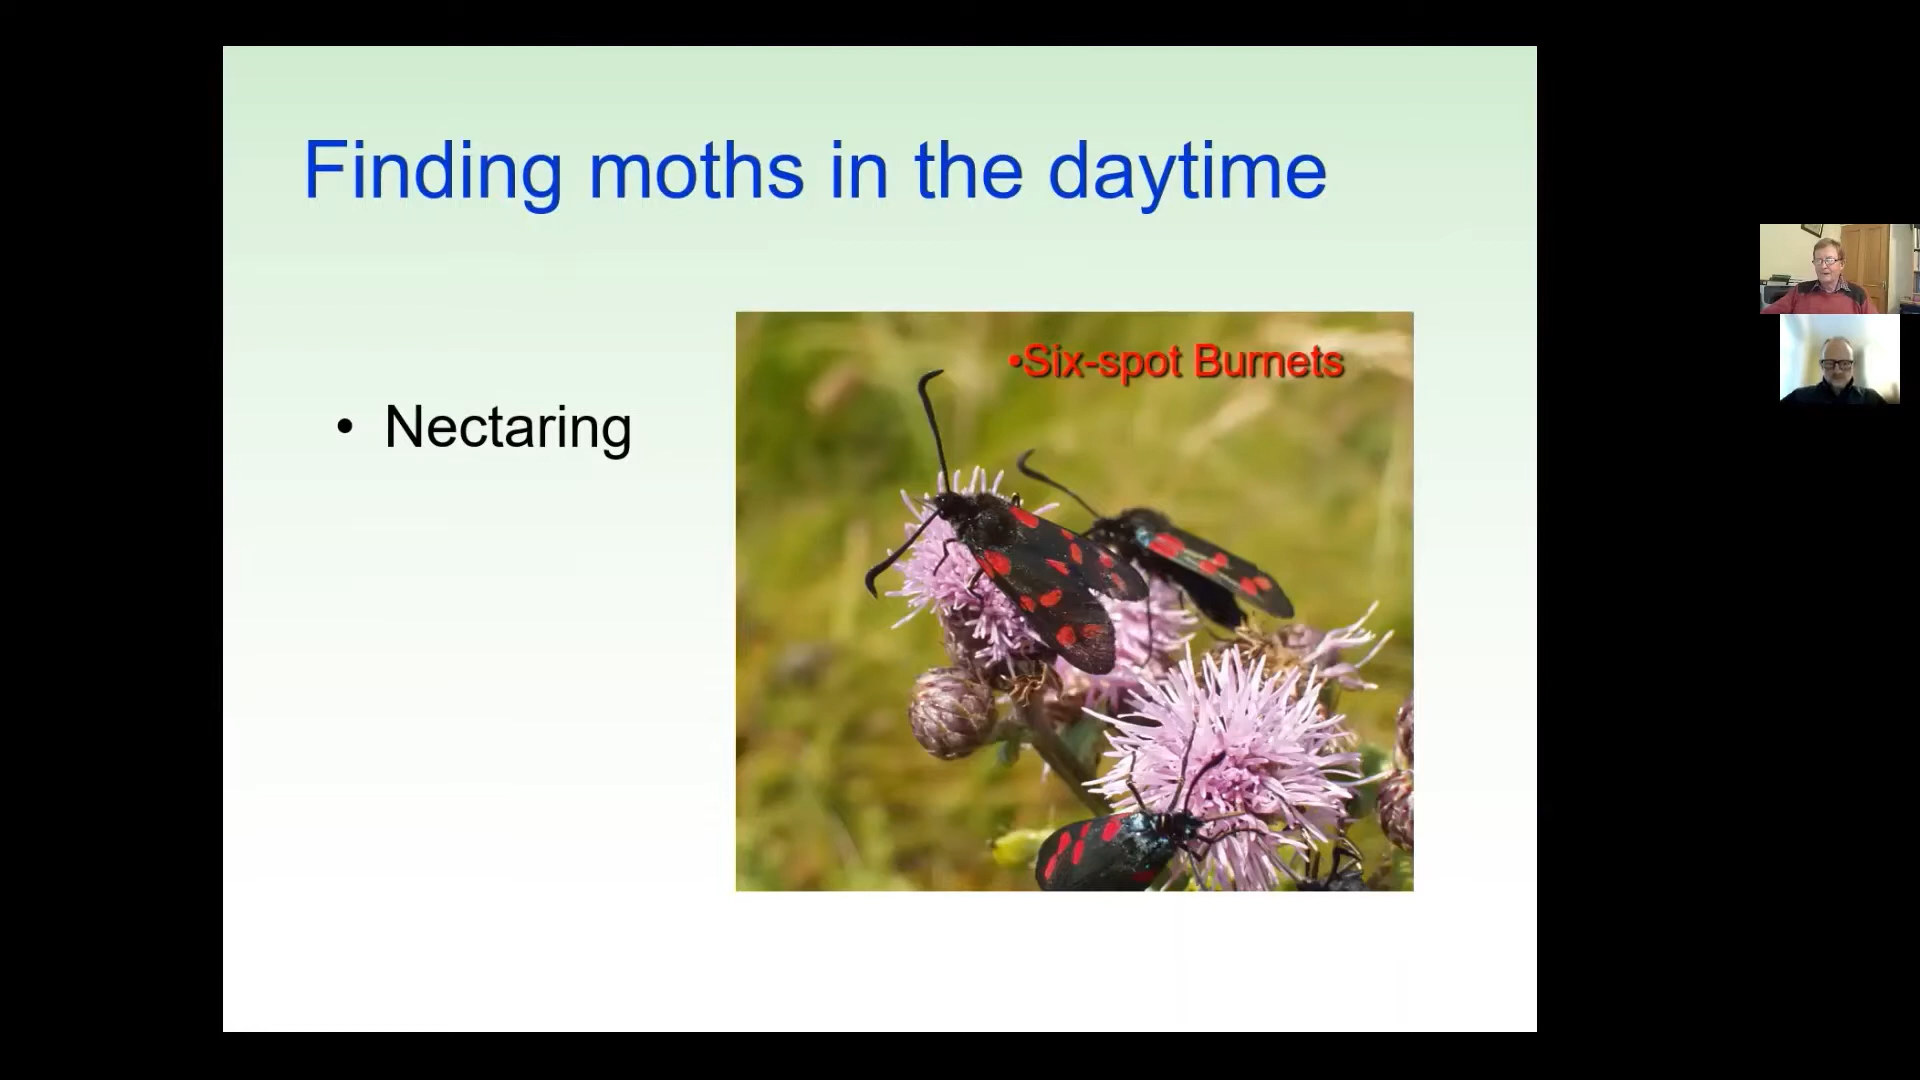 Finding moths in the daytime
•Six-spot Burnets
• Nectaring